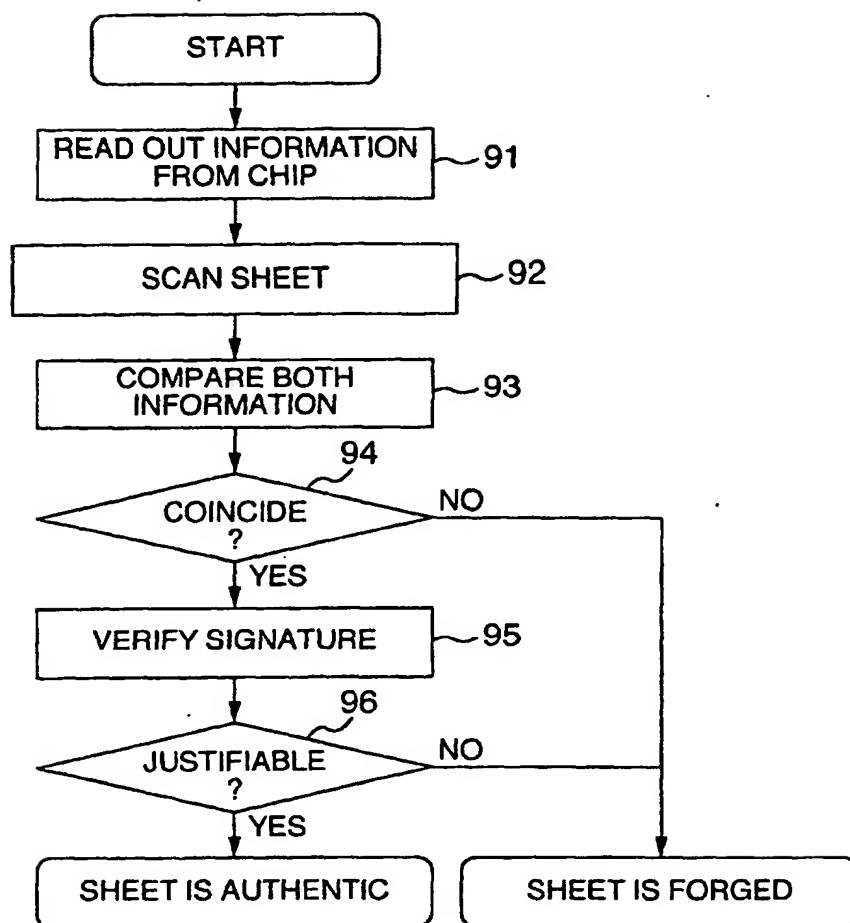 START
READ OUT INFORMATION
FROM CHIP
91
SCAN SHEET
92
COMPARE BOTH
INFORMATION
93
94
COINCIDE
?
NO
YES
VERIFY SIGNATURE
95
96
JUSTIFIABLE
?
NO
YES
SHEET IS AUTHENTIC
SHEET IS FORGED